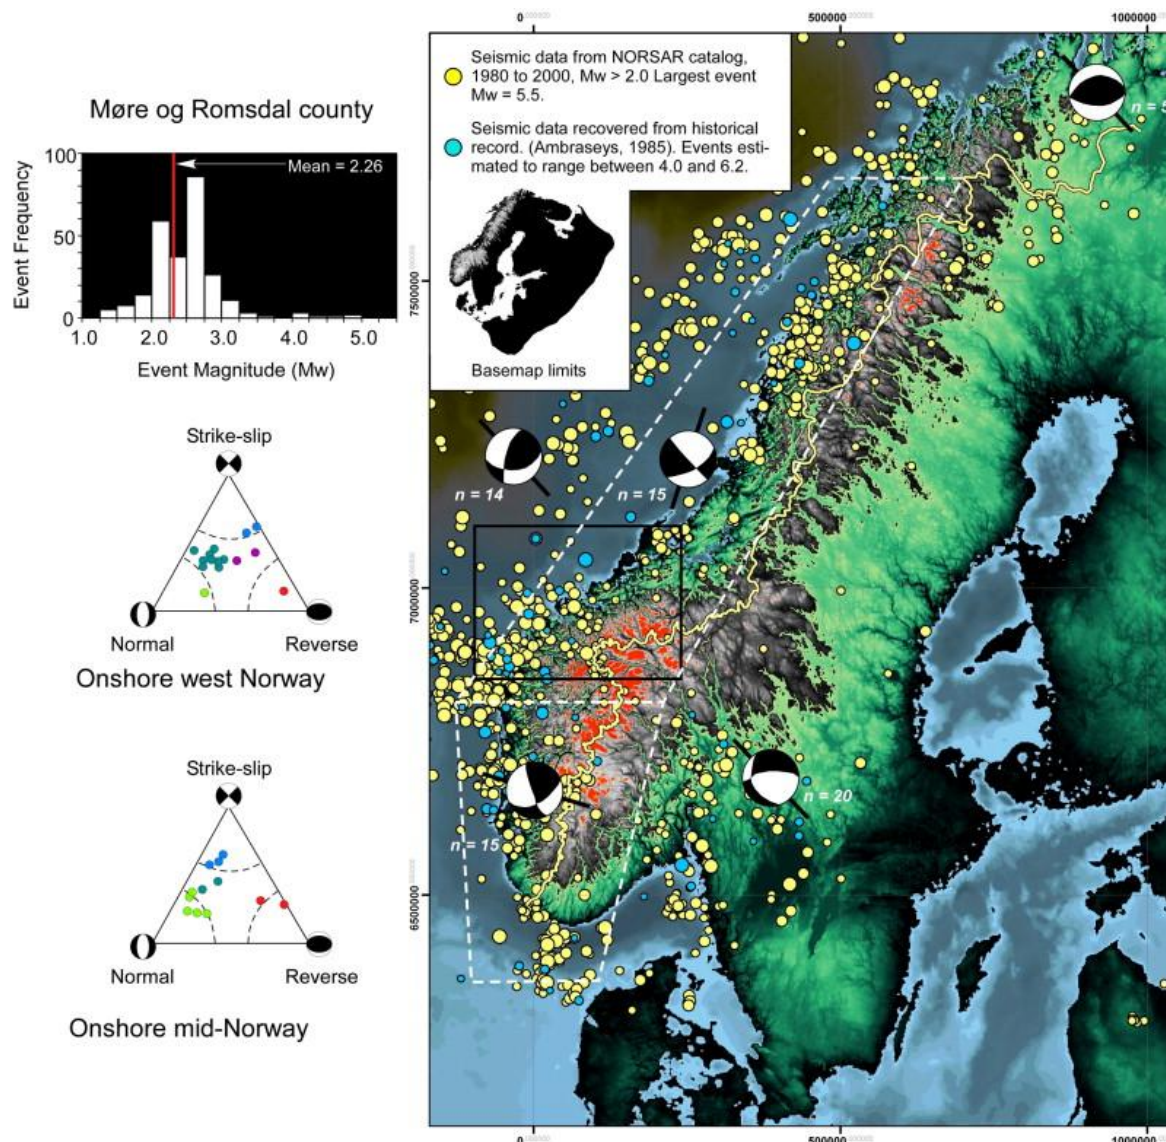 Møre og Romsdal county
Event Frequency
100
50
0
Mean = 2.26
1.0 2.0 3.0 4.0 5.0
Event Magnitude (Mw)
Strike-slip
Normal Reverse
Onshore west Norway
Strike-slip
Normal Reverse
Onshore mid-Norway
0 500000 1000000
Seismic data from NORSAR catalog,
1980 to 2000, Mw > 2.0 Largest event
Mw = 5.5.
Seismic data recovered from historical
record. (Ambraseys, 1985). Events esti-
mated to range between 4.0 and 6.2.
Basemap limits
7500000
7000000
6500000
n = 14
n = 15
n = 15
n = 20
0 500000 1000000